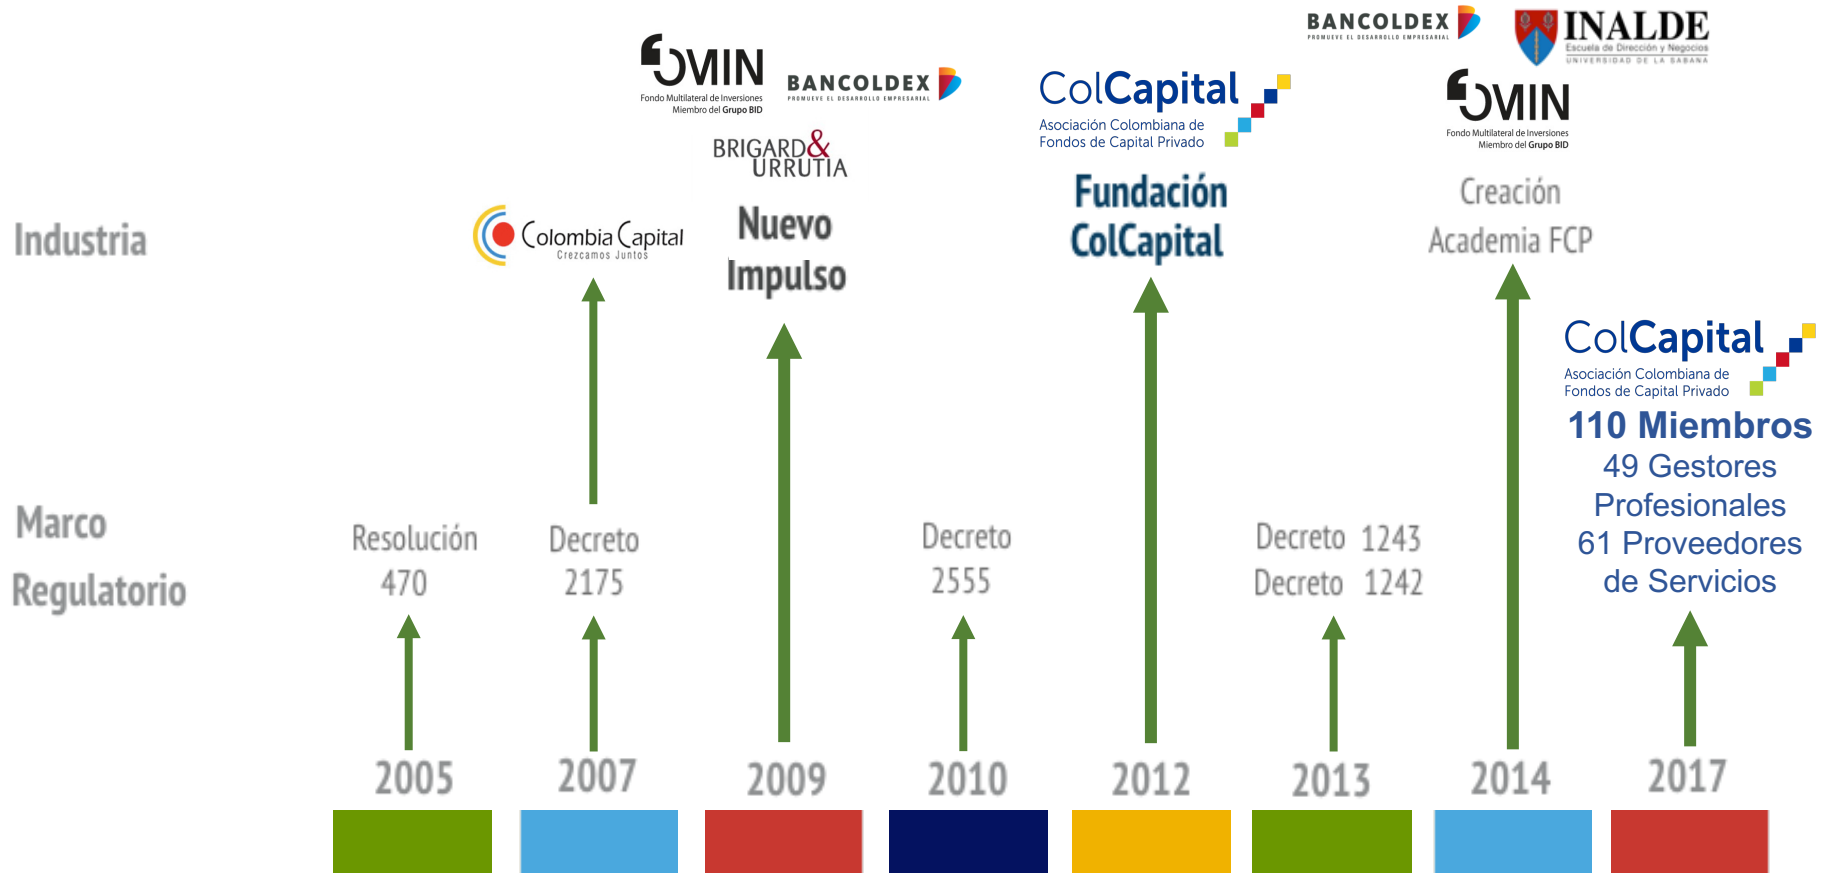 BANCOLDEX
PROMUEVE EL DESARROLLO EMPRESARIAL
INALDE
Escuela de Dirección y Negocios
UNIVERSIDAD DE LA SABANA
FOMIN
Fondo Multilateral de Inversiones
Miembro del Grupo BID
BANCOLDEX
PROMUEVE EL DESARROLLO EMPRESARIAL
ColCapital
Asociación Colombiana de
Fondos de Capital Privado
FOMIN
Fondo Multilateral de Inversiones
Miembro del Grupo BID
BRIGARD&
URRUTIA
Industria
Colombia Capital
Crezcamos Juntos
Nuevo
Impulso
Fundación
ColCapital
Creación
Academia FCP
ColCapital
Asociación Colombiana de
Fondos de Capital Privado
110 Miembros
49 Gestores
Profesionales
61 Proveedores
de Servicios
Marco
Regulatorio
Resolución
470
Decreto
2175
Decreto
2555
Decreto 1243
Decreto 1242
2005
2007
2009
2010
2012
2013
2014
2017